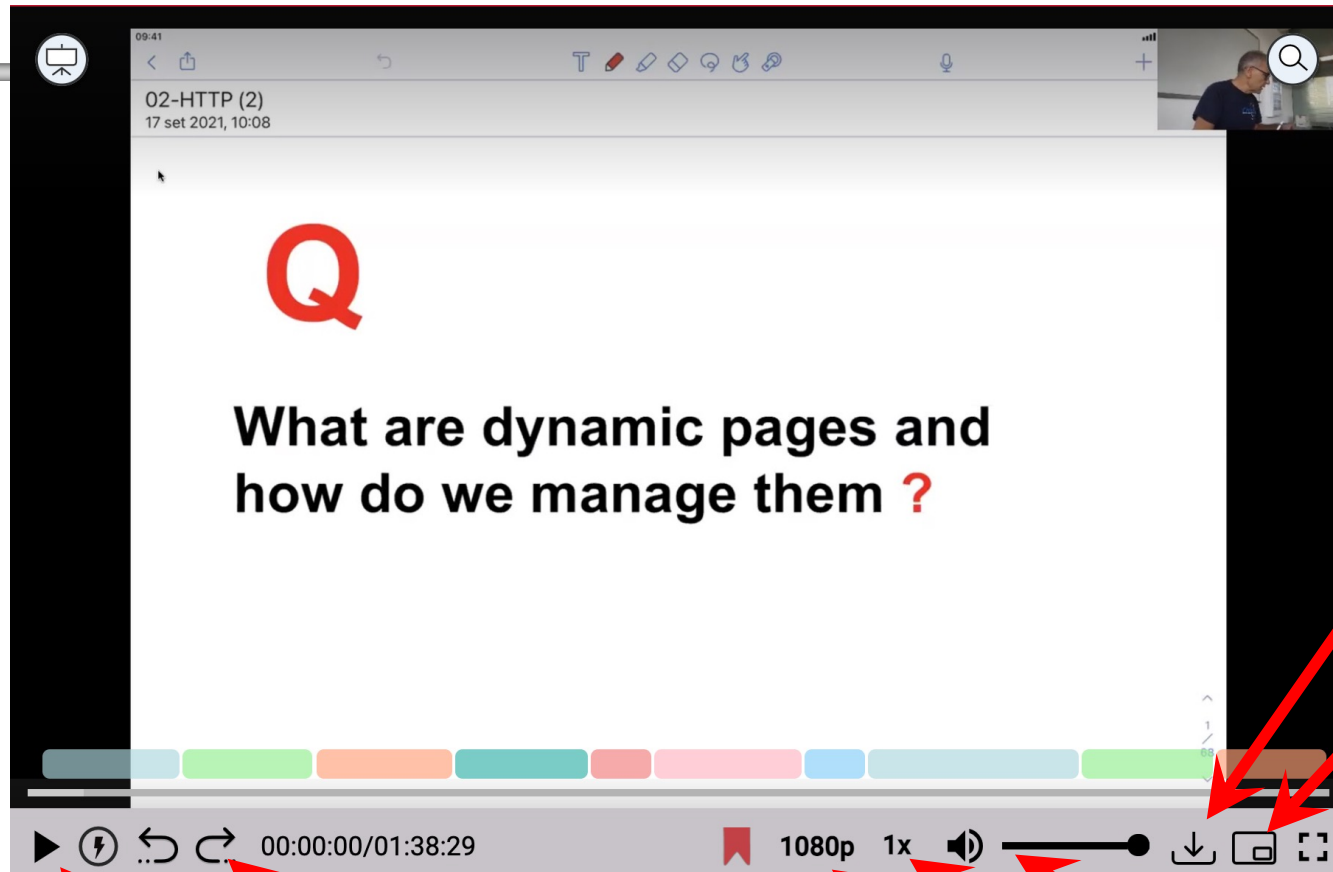 09:41
02-HTTP (2)
17 set 2021, 10:08
Q
What are dynamic pages and
how do we manage them ?
1
/
68
00:00:00/01:38:29
1080p
1x